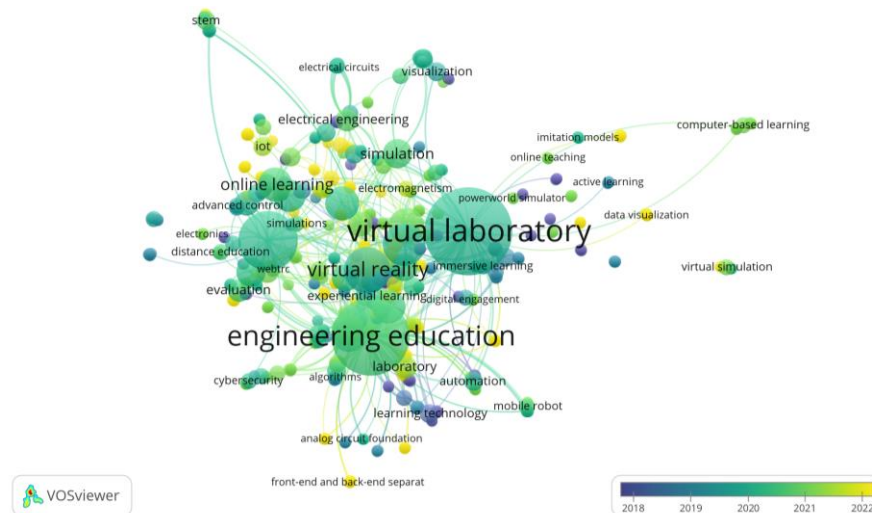 stem
electrical circuits
visualization
electrical engineering
computer-based learning
imitation models
iot
simulation
online teaching
online learning
electromagnetism
active learning
advanced control
powerworld simulator
data visualization
simulations
electronics
virtual laboratory
distance education
webtrc
virtual reality
immersive learning
virtual simulation
evaluation
experiential learning
digital engagement
engineering education
laboratory
cybersecurity
algorithms
automation
mobile robot
learning technology
analog circuit foundation
front-end and back-end separat
VOSviewer
2018 2019 2020 2021 2022